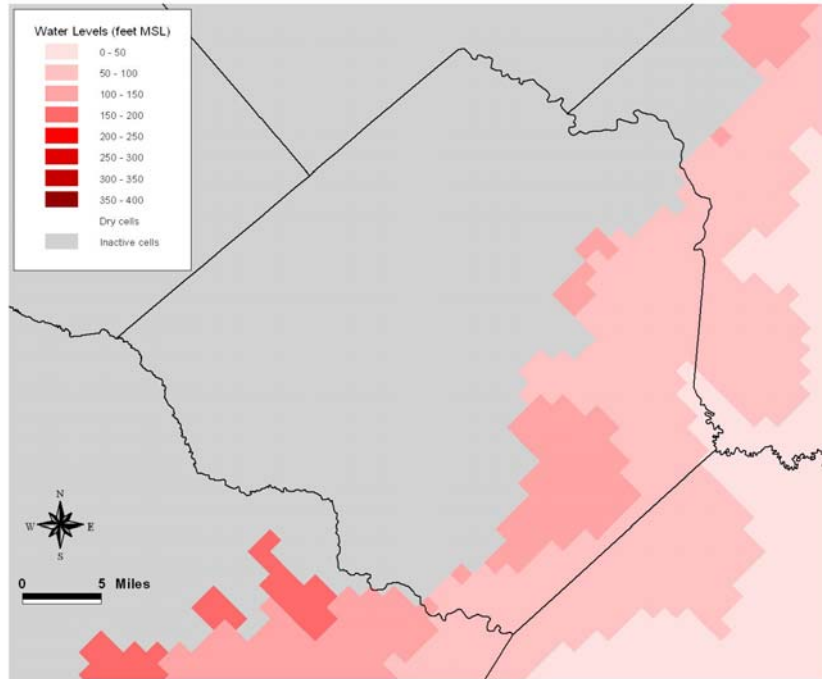 Water Levels (feet MSL)
0 - 50
50 - 100
100 - 150
150 - 200
200 - 250
250 - 300
300 - 350
350 - 400
Dry cells
Inactive cells
N
W E
S
0 5 Miles